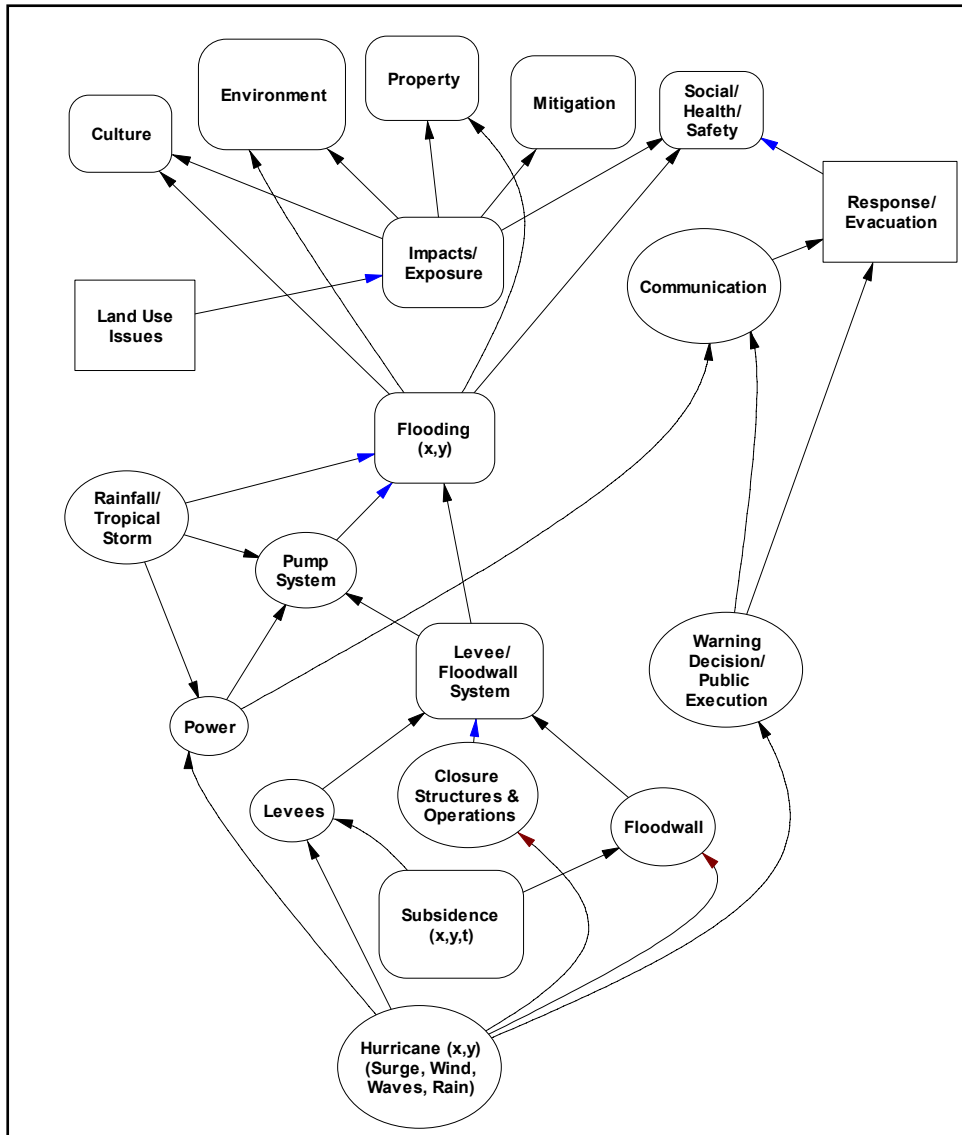 Property
Environment
Mitigation
Social/
Health/
Safety
Culture
Response/
Evacuation
Impacts/
Exposure
Communication
Land Use
Issues
Flooding
(x,y)
Rainfall/
Tropical
Storm
Pump
System
Levee/
Floodwall
System
Warning
Decision/
Public
Execution
Power
Levees
Closure
Structures &
Operations
Floodwall
Subsidence
(x,y,t)
Hurricane (x,y)
(Surge, Wind,
Waves, Rain)